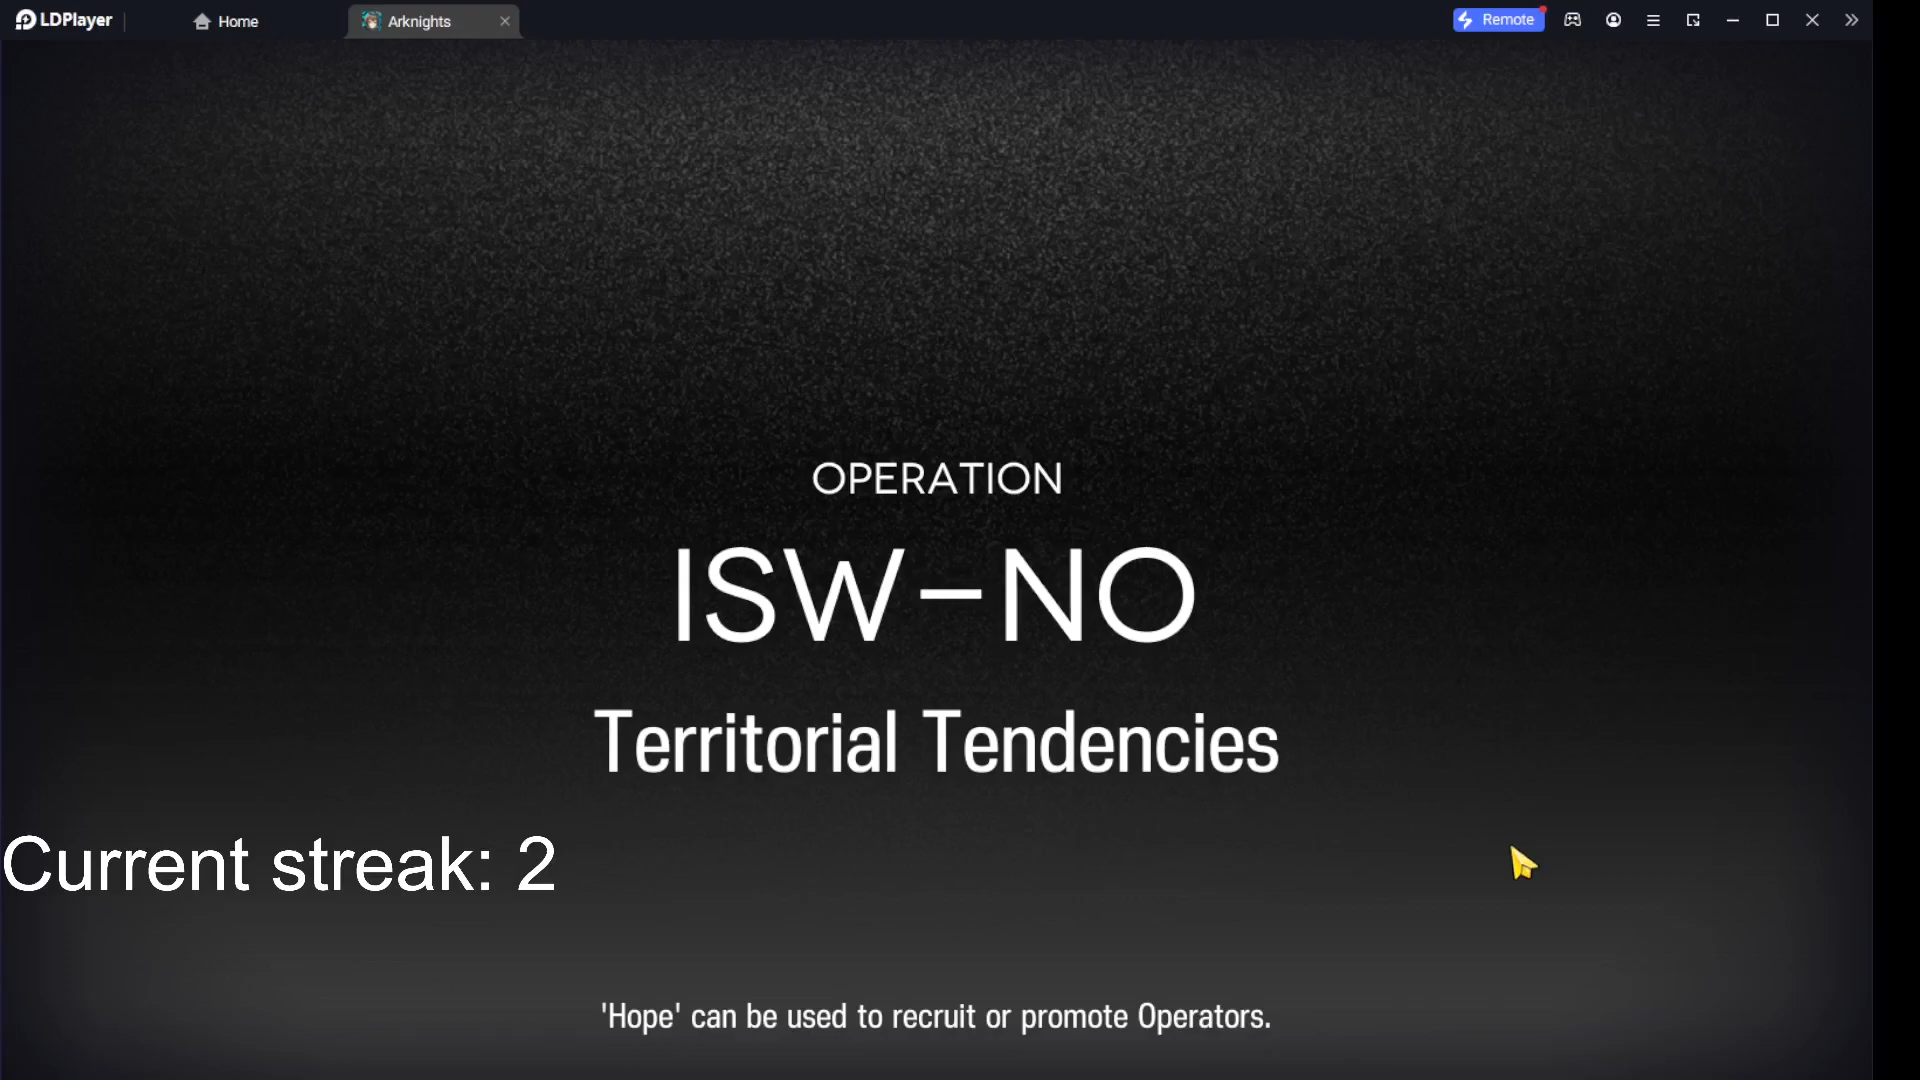 LDPlayer
Home
Arknights
Remote
OPERATION
ISW-NO
Territorial Tendencies
Current streak: 2
'Hope' can be used to recruit or promote Operators.